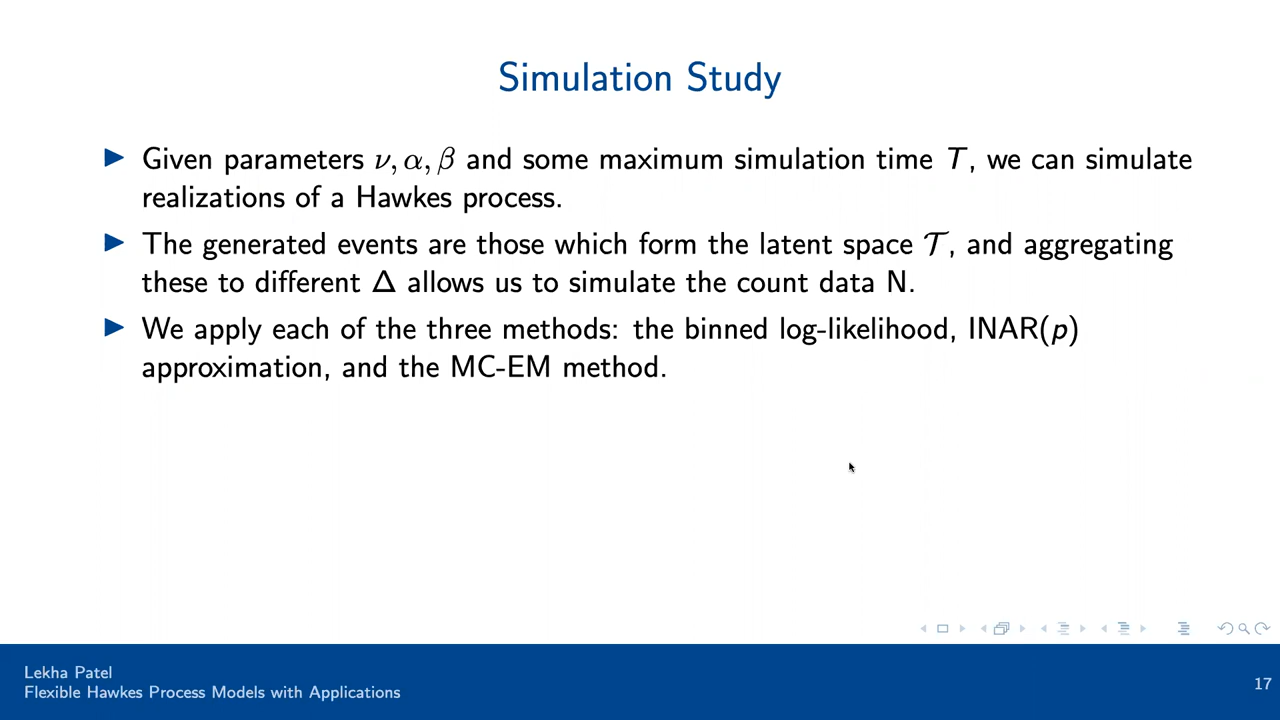 Simulation Study
▶ Given parameters ν, α, β and some maximum simulation time T, we can simulate
realizations of a Hawkes process.
▶ The generated events are those which form the latent space 𝒯, and aggregating
these to different Δ allows us to simulate the count data N.
▶ We apply each of the three methods: the binned log-likelihood, INAR(p)
approximation, and the MC-EM method.
Lekha Patel
Flexible Hawkes Process Models with Applications
17